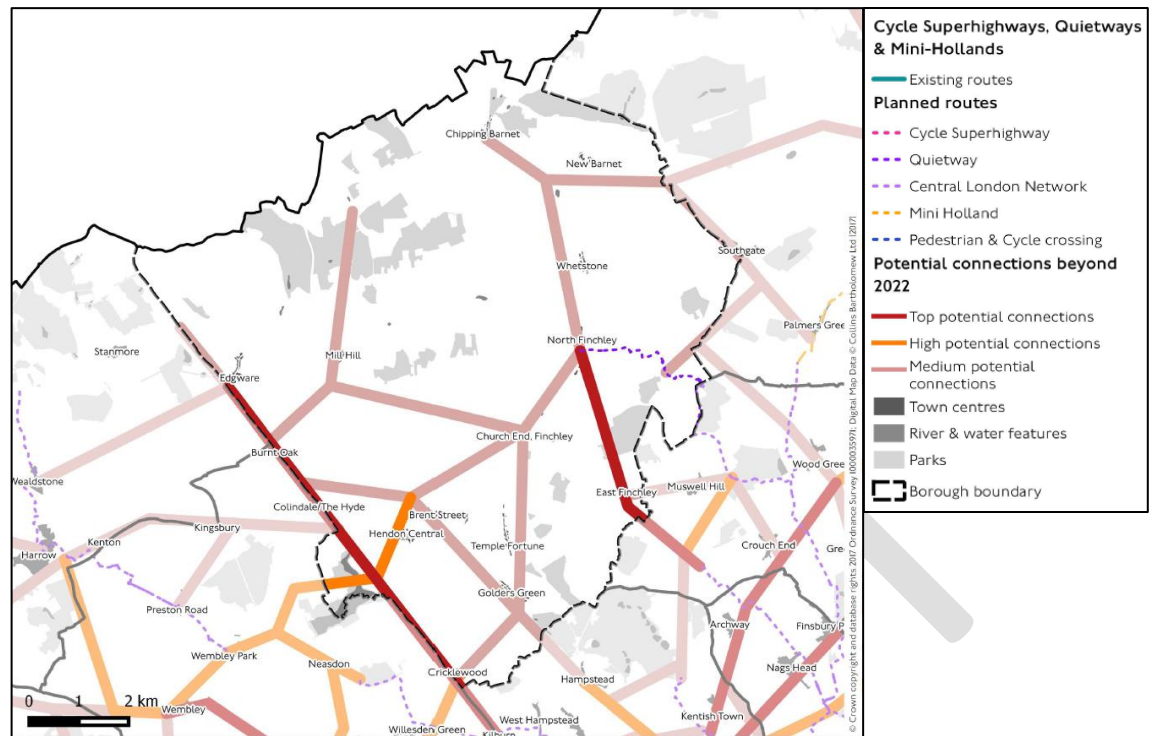 Cycle Superhighways, Quietways
& Mini-Hollands
Existing routes
Planned routes
Cycle Superhighway
Quietway
Central London Network
Mini Holland
Pedestrian & Cycle crossing
Potential connections beyond
2022
Top potential connections
High potential connections
Medium potential
connections
Town centres
River & water features
Parks
Borough boundary
Chipping Barnet
New Barnet
Southgate
Whetstone
Palmers Gree
North Finchley
Stanmore
Mill Hill
Edgware
Church End, Finchley
Burnt Oak
Wood Gree
Wealdstone
East Finchley
Muswell Hill
Colindale/The Hyde
Brent Street
Kingsbury
Hendon Central
Kenton
Temple Fortune
Crouch End
Gre
Harrow
Golders Green
Preston Road
Archway
Finsbury P
Wembley Park
Neasdon
Cricklewood
Hampstead
Nags Head
Wembley
West Hampstead
Kentish Town
Willesden Green
Kilburn
0 1 2 km
© Crown copyright and database rights 2017 Ordnance Survey 100035971; Digital Map Data © Collins Bartholomew Ltd (2017)